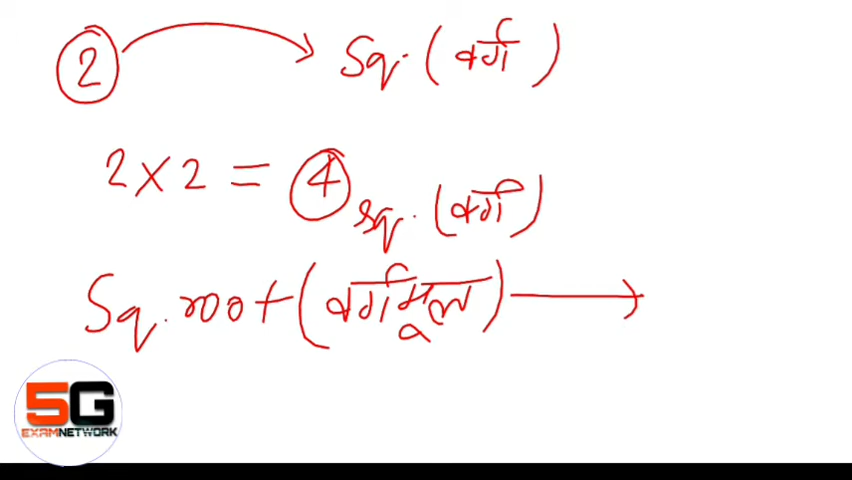 2 → Sq. (वर्ग)
2 × 2 = 4 Sq. (वर्ग)
Sq. root (वर्गमूल) →
5G
EXAMNETWORK